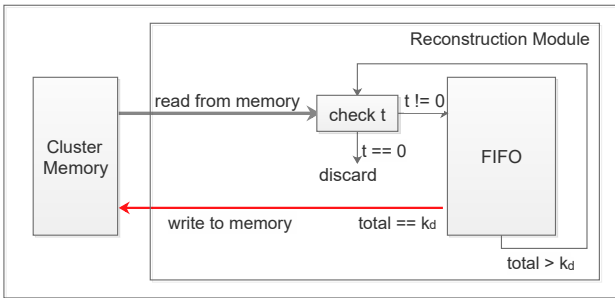 Reconstruction Module
read from memory
check t
t != 0
Cluster
Memory
t == 0
discard
FIFO
write to memory
total == kd
total > kd